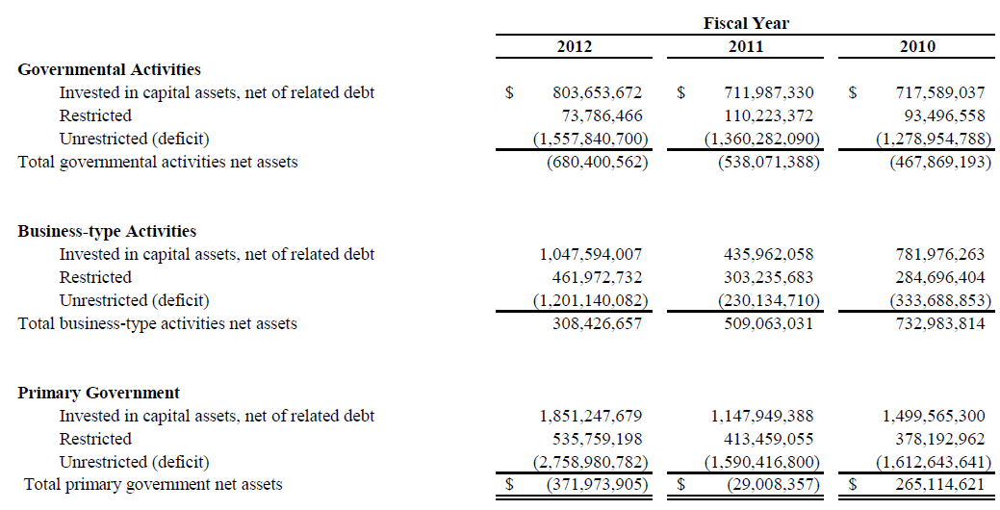 Fiscal Year
2012 2011 2010
Governmental Activities
Invested in capital assets, net of related debt $ 803,653,672 $ 711,987,330 $ 717,589,037
Restricted 73,786,466 110,223,372 93,496,558
Unrestricted (deficit) (1,557,840,700) (1,360,282,090) (1,278,954,788)
Total governmental activities net assets (680,400,562) (538,071,388) (467,869,193)
Business-type Activities
Invested in capital assets, net of related debt 1,047,594,007 435,962,058 781,976,263
Restricted 461,972,732 303,235,683 284,696,404
Unrestricted (deficit) (1,201,140,082) (230,134,710) (333,688,853)
Total business-type activities net assets 308,426,657 509,063,031 732,983,814
Primary Government
Invested in capital assets, net of related debt 1,851,247,679 1,147,949,388 1,499,565,300
Restricted 535,759,198 413,459,055 378,192,962
Unrestricted (deficit) (2,758,980,782) (1,590,416,800) (1,612,643,641)
Total primary government net assets $ (371,973,905) $ (29,008,357) $ 265,114,621